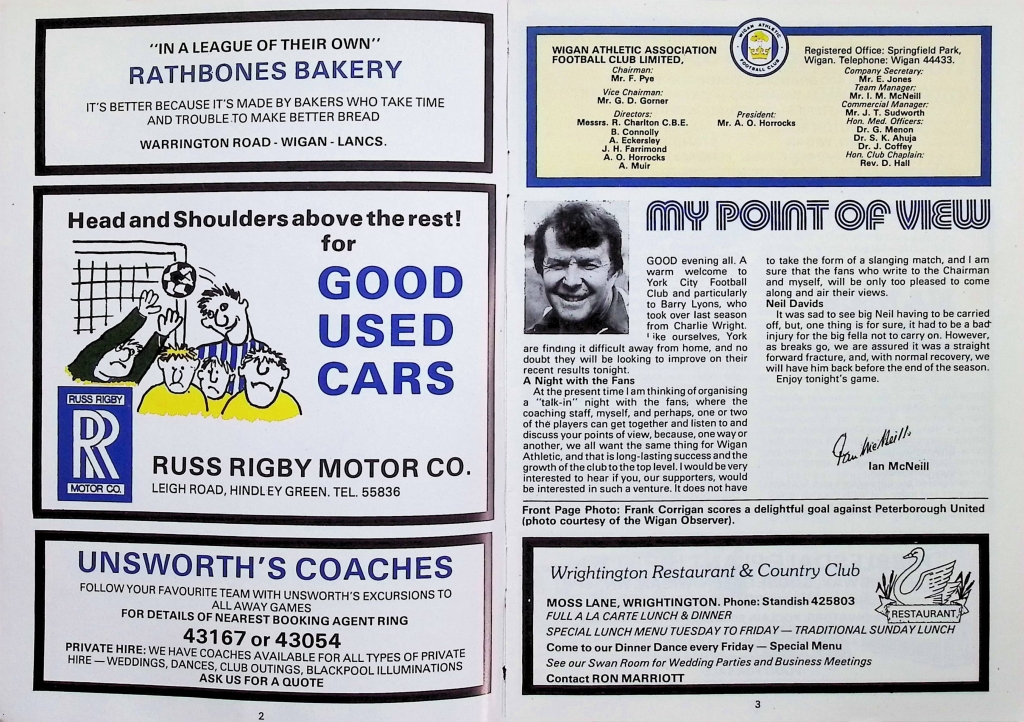 "IN A LEAGUE OF THEIR OWN"
RATHBONES BAKERY
IT'S BETTER BECAUSE IT'S MADE BY BAKERS WHO TAKE TIME
AND TROUBLE TO MAKE BETTER BREAD
WARRINGTON ROAD - WIGAN - LANCS.
Head and Shoulders above the rest!
for
GOOD
USED
CARS
RUSS RIGBY
RR
MOTOR CO.
RUSS RIGBY MOTOR CO.
LEIGH ROAD, HINDLEY GREEN. TEL. 55836
UNSWORTH'S COACHES
FOLLOW YOUR FAVOURITE TEAM WITH UNSWORTH'S EXCURSIONS TO
ALL AWAY GAMES
FOR DETAILS OF NEAREST BOOKING AGENT RING
43167 or 43054
PRIVATE HIRE: WE HAVE COACHES AVAILABLE FOR ALL TYPES OF PRIVATE
HIRE — WEDDINGS, DANCES, CLUB OUTINGS, BLACKPOOL ILLUMINATIONS
ASK US FOR A QUOTE
2
WIGAN ATHLETIC ASSOCIATION
FOOTBALL CLUB LIMITED,
Chairman:
Mr. F. Pye
Vice Chairman:
Mr. G. D. Gorner
Directors:
Messrs. R. Charlton C.B.E.
B. Connolly
A. Eckersley
J. H. Farrimond
A. O. Horrocks
A. Muir
WIGAN ATHLETIC
FOOTBALL CLUB
President:
Mr. A. O. Horrocks
Registered Office: Springfield Park,
Wigan. Telephone: Wigan 44433.
Company Secretary:
Mr. E. Jones
Team Manager:
Mr. I. M. McNeill
Commercial Manager:
Mr. J. T. Sudworth
Hon. Med. Officers:
Dr. G. Menon
Dr. S. K. Ahuja
Dr. J. Coffey
Hon. Club Chaplain:
Rev. D. Hall
MY POINT OF VIEW
GOOD evening all. A
warm welcome to
York City Football
Club and particularly
to Barry Lyons, who
took over last season
from Charlie Wright.
Like ourselves, York
are finding it difficult away from home, and no
doubt they will be looking to improve on their
recent results tonight.
A Night with the Fans
At the present time I am thinking of organising
a "talk-in" night with the fans, where the
coaching staff, myself, and perhaps, one or two
of the players can get together and listen to and
discuss your points of view, because, one way or
another, we all want the same thing for Wigan
Athletic, and that is long-lasting success and the
growth of the club to the top level. I would be very
interested to hear if you, our supporters, would
be interested in such a venture. It does not have
to take the form of a slanging match, and I am
sure that the fans who write to the Chairman
and myself, will be only too pleased to come
along and air their views.
Neil Davids
It was sad to see big Neil having to be carried
off, but, one thing is for sure, it had to be a bad
injury for the big fella not to carry on. However,
as breaks go, we are assured it was a straight
forward fracture, and, with normal recovery, we
will have him back before the end of the season.
Enjoy tonight's game.
Ian McNeill
Ian McNeill
Front Page Photo: Frank Corrigan scores a delightful goal against Peterborough United
(photo courtesy of the Wigan Observer).
Wrightington Restaurant & Country Club
RESTAURANT
MOSS LANE, WRIGHTINGTON. Phone: Standish 425803
FULL A LA CARTE LUNCH & DINNER
SPECIAL LUNCH MENU TUESDAY TO FRIDAY — TRADITIONAL SUNDAY LUNCH
Come to our Dinner Dance every Friday — Special Menu
See our Swan Room for Wedding Parties and Business Meetings
Contact RON MARRIOTT
3